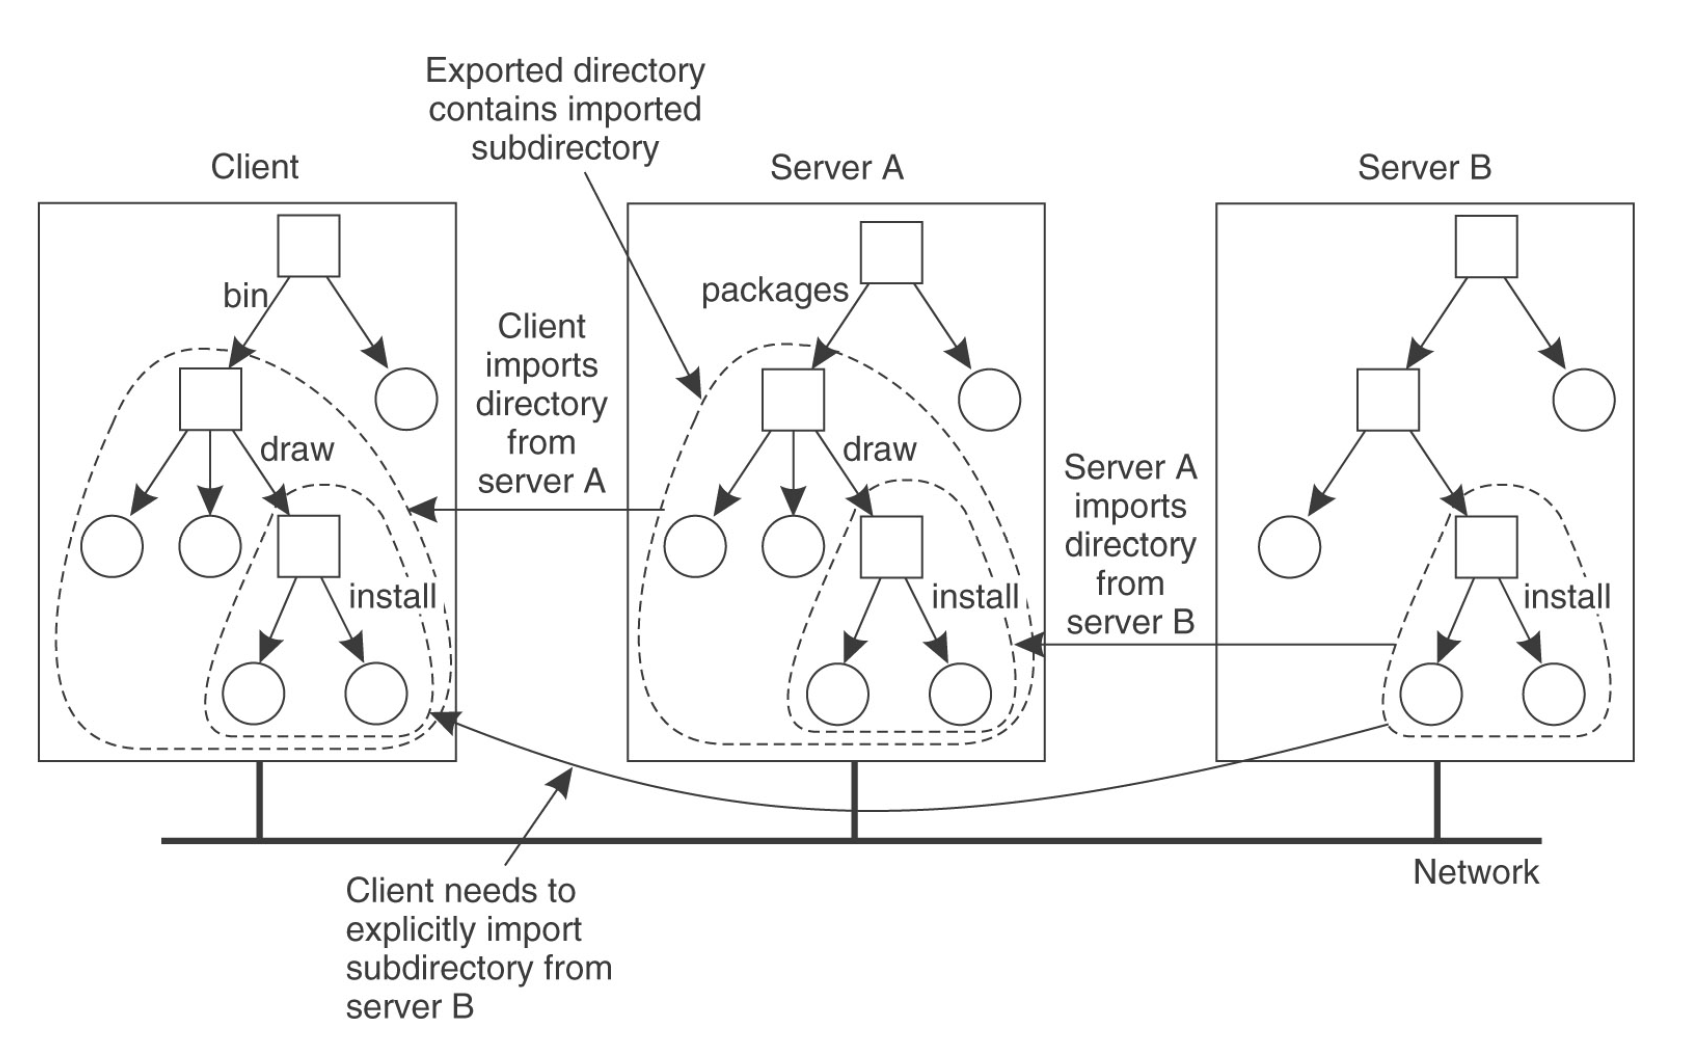 Exported directory
contains imported
subdirectory
Client
Server A
Server B
bin
packages
Client
imports
directory
from
server A
draw
draw
Server A
imports
directory
from
server B
install
install
install
Network
Client needs to
explicitly import
subdirectory from
server B